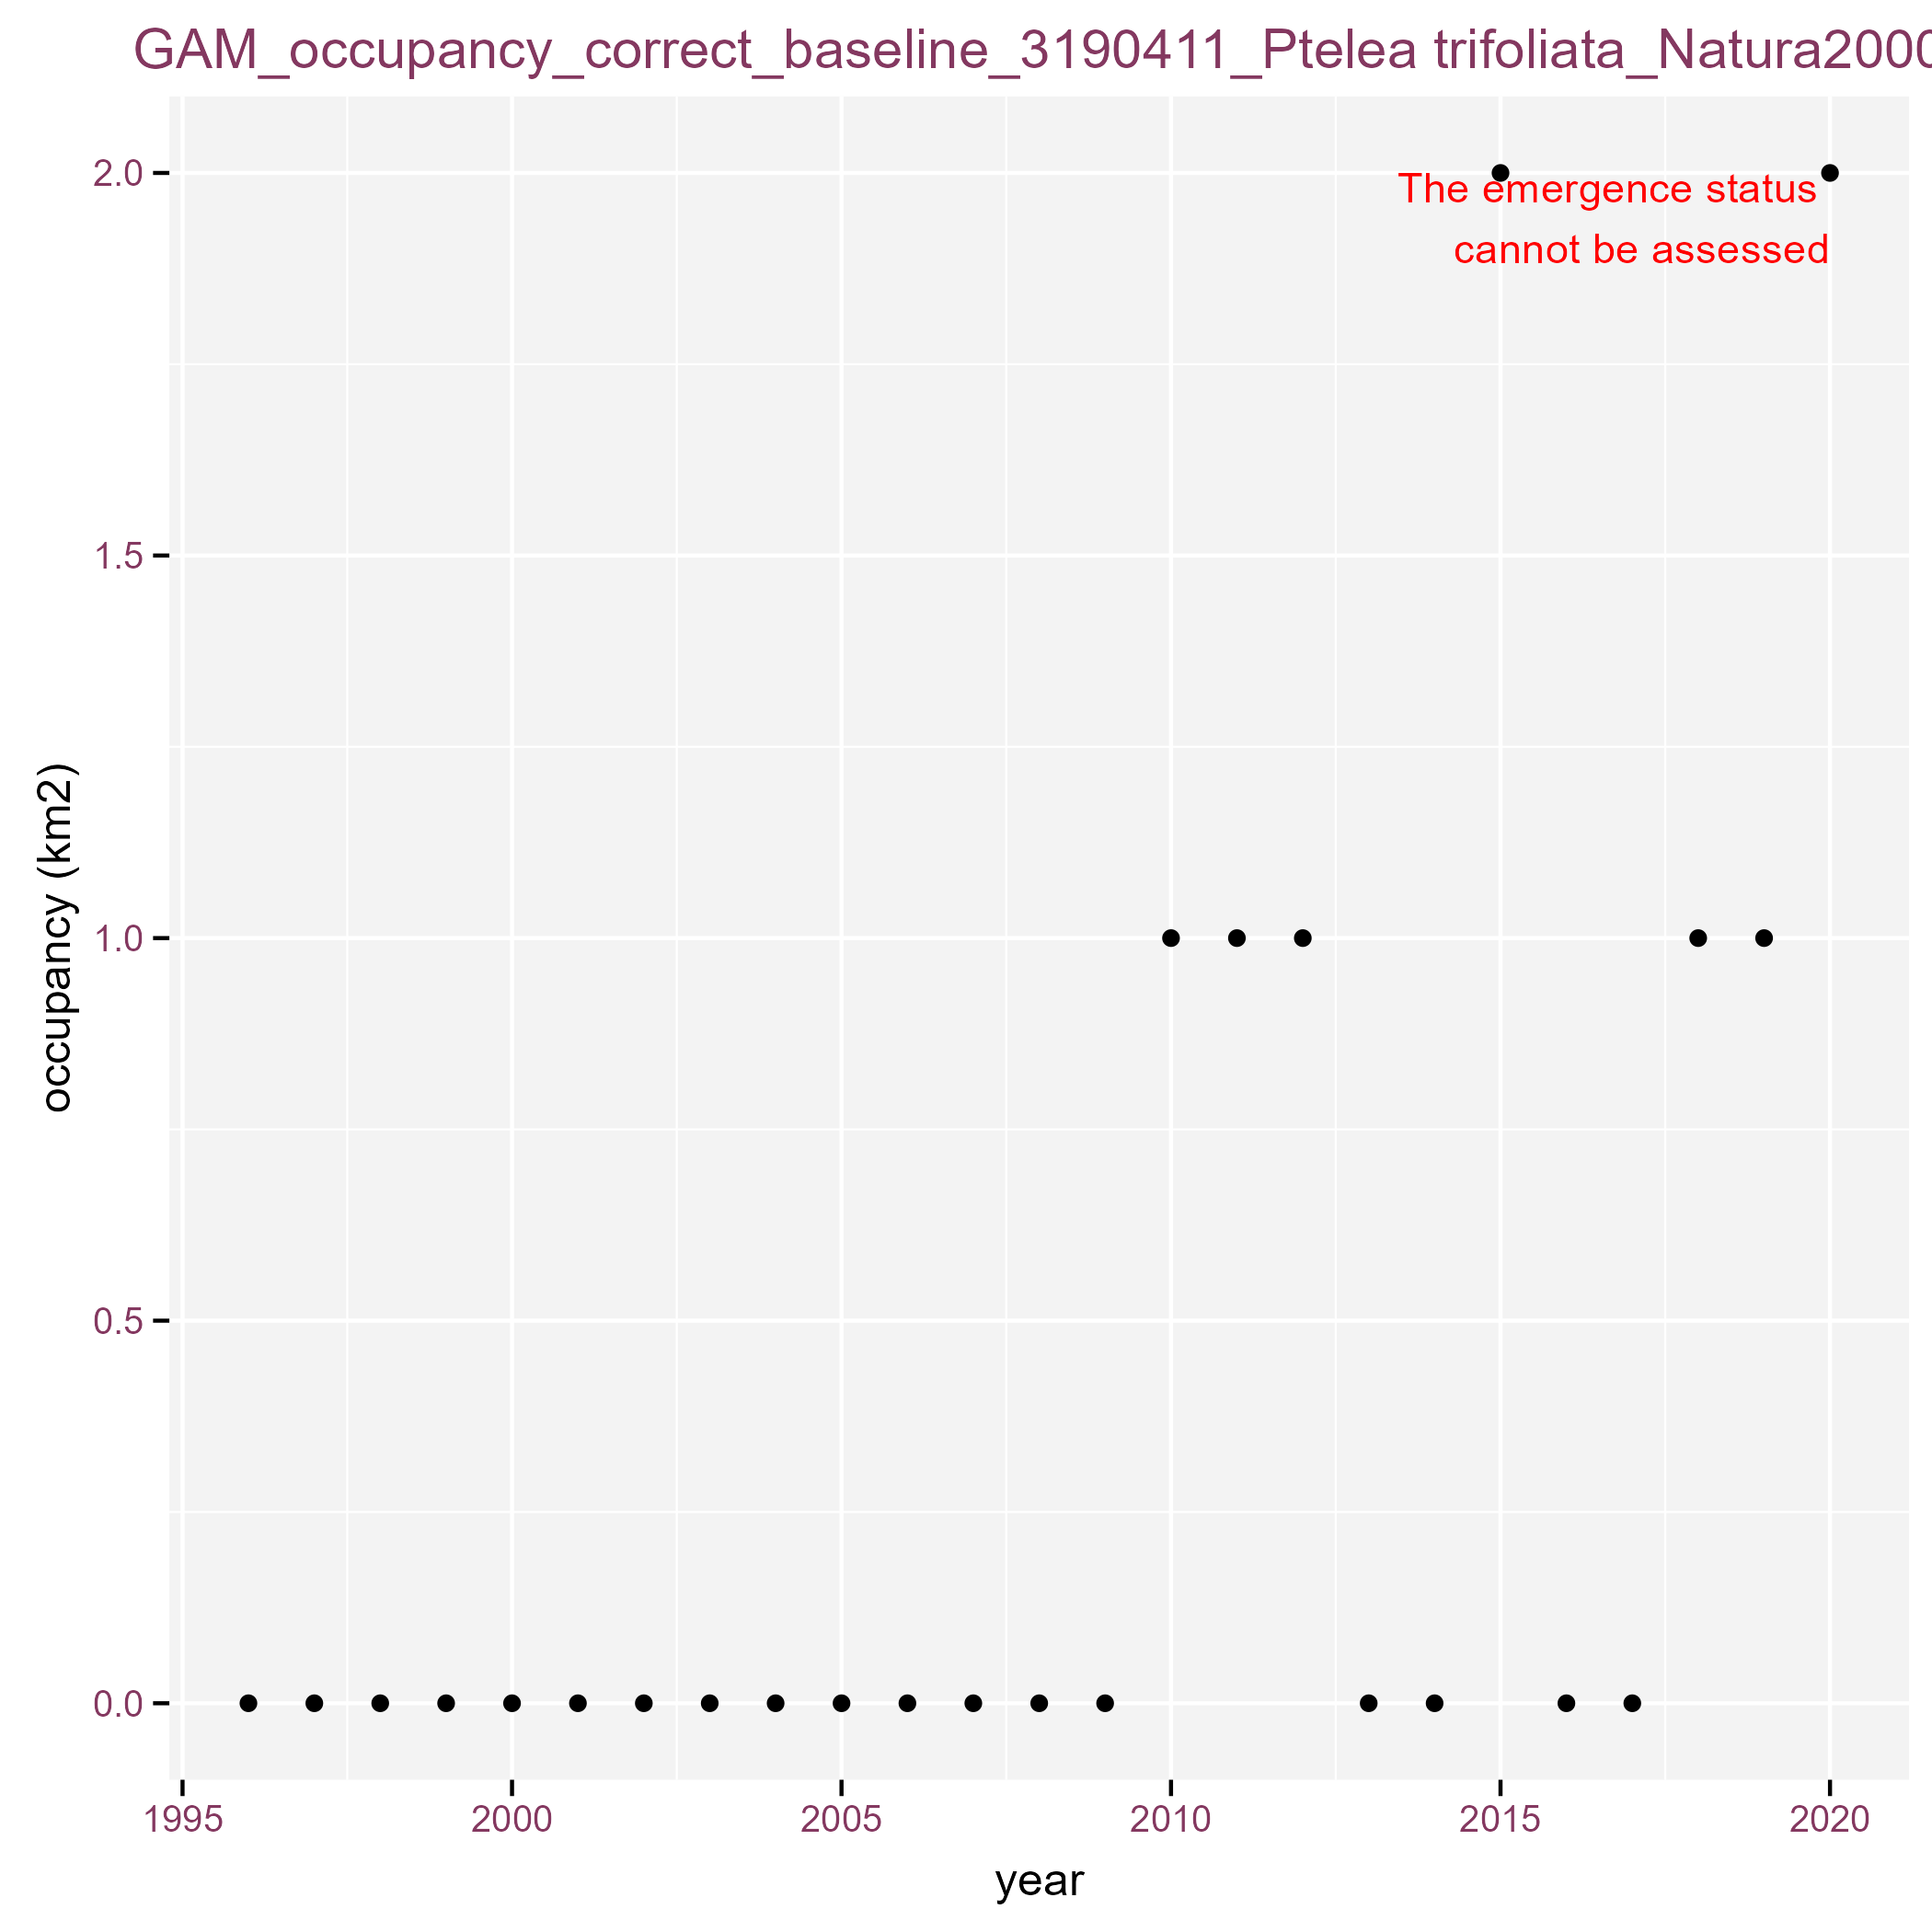 GAM_occupancy_correct_baseline_3190411_Ptelea trifoliata_Natura2000
2.0
The emergence status
cannot be assessed
1.5
occupancy (km2)
1.0
0.5
0.0
1995 2000 2005 2010 2015 2020
year